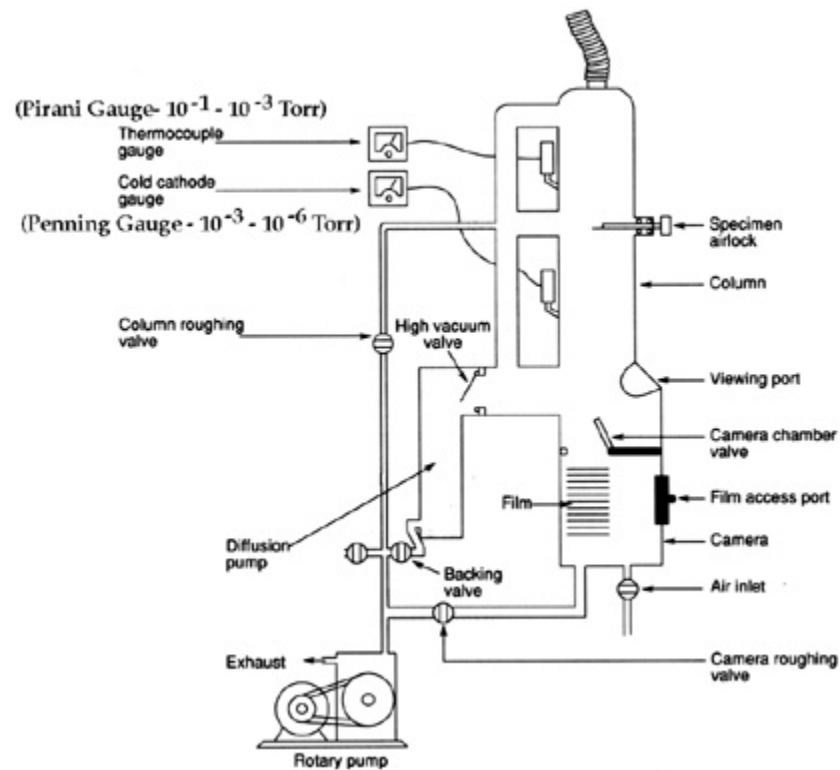 (Pirani Gauge- 10⁻¹ - 10⁻³ Torr)
Thermocouple
gauge
Cold cathode
gauge
(Penning Gauge - 10⁻³ - 10⁻⁶ Torr)
Specimen
airlock
Column
Column roughing
valve
High vacuum
valve
Viewing port
Camera chamber
valve
Film
Film access port
Diffusion
pump
Camera
Backing
valve
Air inlet
Exhaust
Camera roughing
valve
Rotary pump